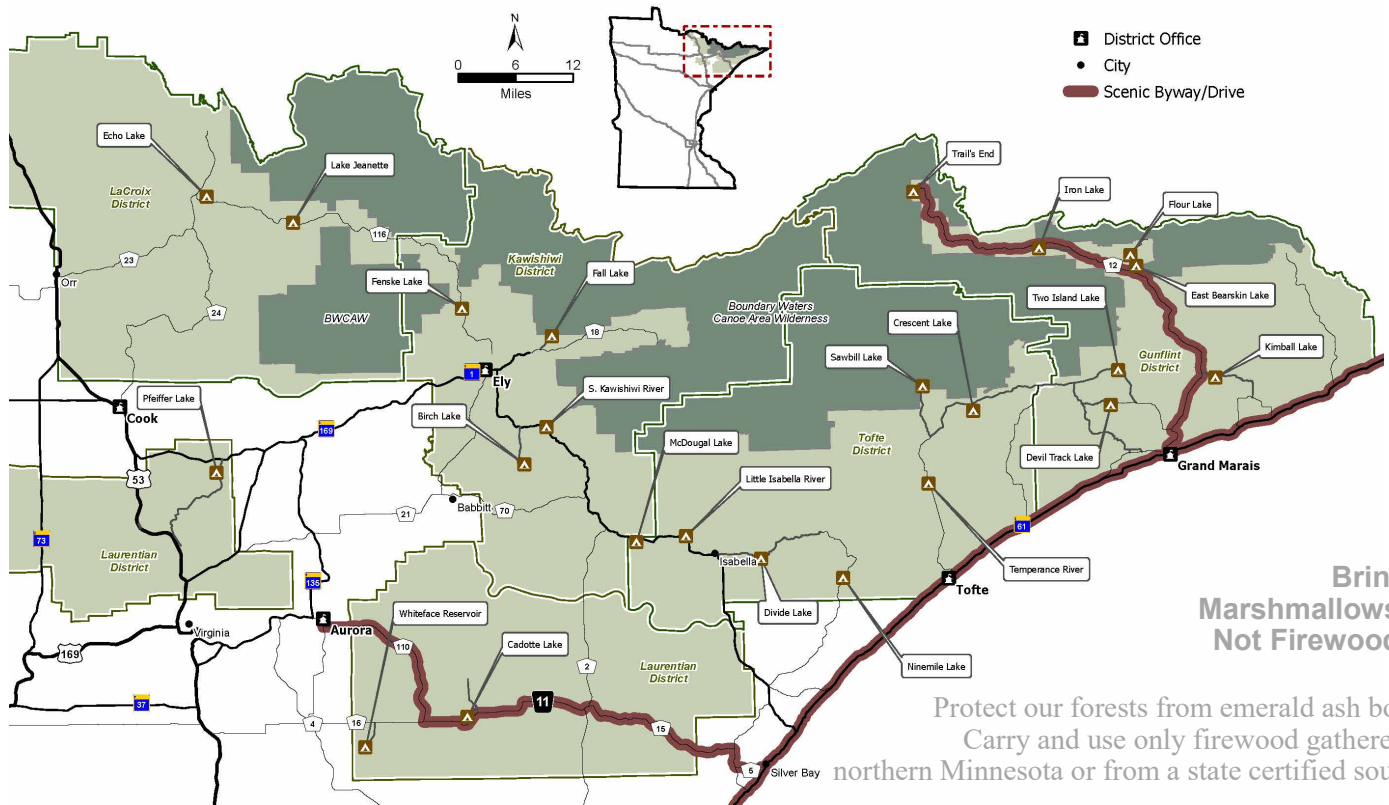 N
0 6 12
Miles
District Office
City
Scenic Byway/Drive
Echo Lake
Lake Jeanette
LaCroix
District
Trail's End
Iron Lake
Flour Lake
116
23
Orr
24
Kawishiwi
District
Fall Lake
Fenske Lake
BWCAW
18
Boundary Waters
Canoe Area Wilderness
12
Two Island Lake
East Bearskin Lake
Crescent Lake
Sawbill Lake
Gunflint
District
Kimball Lake
1
Ely
S. Kawishiwi River
Pfeiffer Lake
Cook
169
Birch Lake
McDougal Lake
Tofte
District
Devil Track Lake
Grand Marais
53
Little Isabella River
21
Babbitt
70
61
73
Laurentian
District
Isabella
Temperance River
135
Tofte
Divide Lake
Whiteface Reservoir
Aurora
Virginia
110
Cadotte Lake
169
2
Laurentian
District
Ninemile Lake
37
11
4
16
15
5
Silver Bay
Brin
Marshmallows
Not Firewood
Protect our forests from emerald ash bo
Carry and use only firewood gathere
northern Minnesota or from a state certified sou